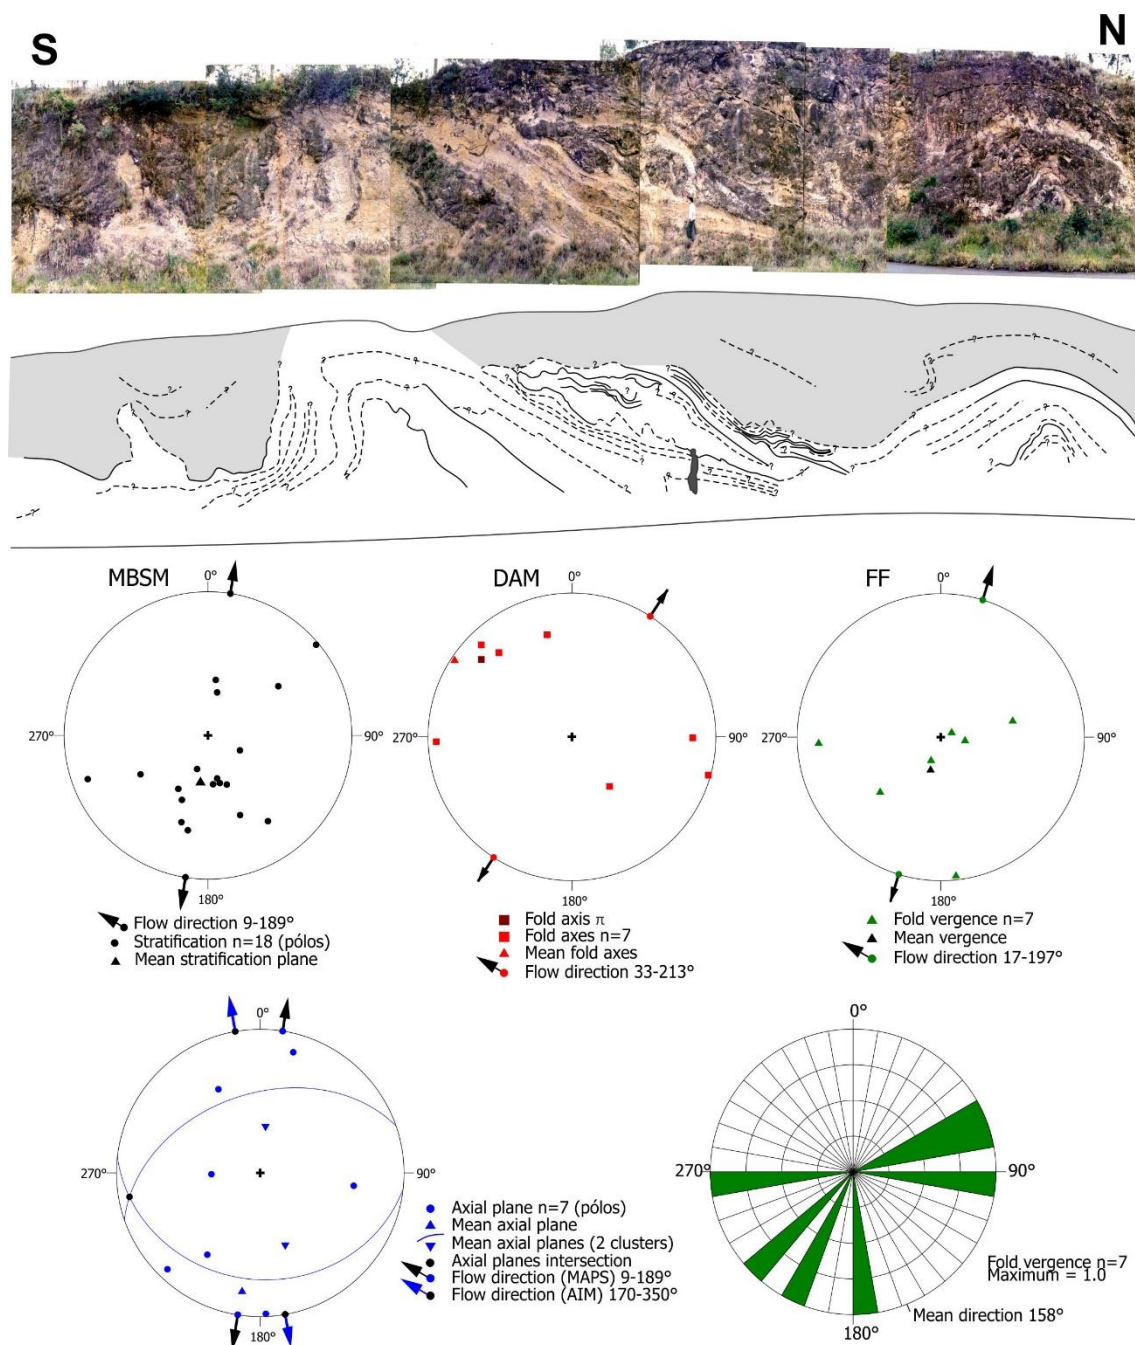 S
N
? ? ? ? ? ? ? ? ? ? ? ? ? ? ? ? ? ? ? ? ? ? ? ? ? ? ? ?
MBSM
0°
270°
90°
180°
Flow direction 9-189°
Stratification n=18 (pólos)
Mean stratification plane
DAM
0°
270°
90°
180°
Fold axis π
Fold axes n=7
Mean fold axes
Flow direction 33-213°
FF
0°
270°
90°
180°
Fold vergence n=7
Mean vergence
Flow direction 17-197°
0°
270°
90°
180°
Axial plane n=7 (pólos)
Mean axial plane
Mean axial planes (2 clusters)
Axial planes intersection
Flow direction (MAPS) 9-189°
Flow direction (AIM) 170-350°
0°
270°
90°
180°
Fold vergence n=7
Maximum = 1.0
Mean direction 158°